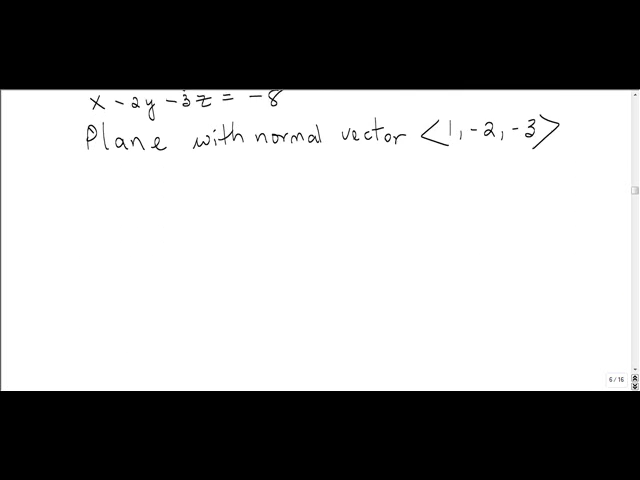 x - 2y - 3z = -8
Plane with normal vector <1, -2, -3>
6 / 16